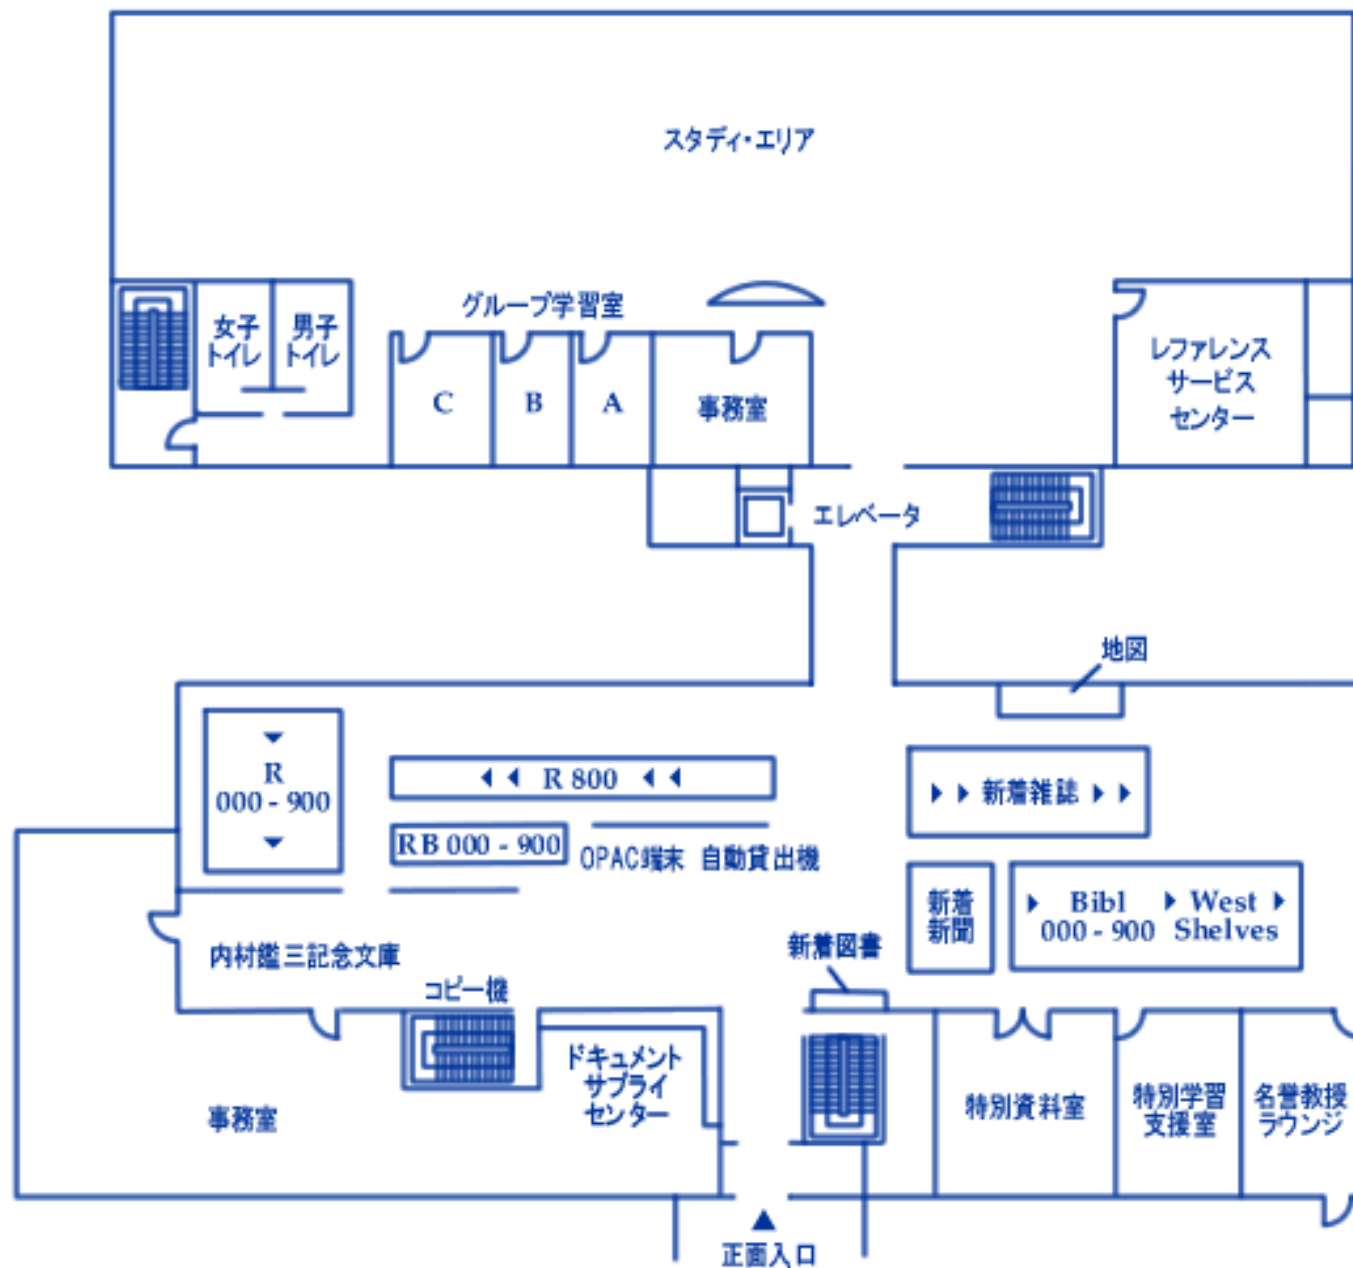 スタディ・エリア
グループ学習室
女子
トイレ
男子
トイレ
C
B
A
事務室
レファレンス
サービス
センター
エレベータ
地図
R
000 - 900
R 800
新着雑誌
RB 000 - 900
OPAC端末 自動貸出機
新着
新聞
Bibl
000 - 900
West
Shelves
新着図書
内村鑑三記念文庫
コピー機
ドキュメント
サプライ
センター
事務室
特別資料室
特別学習
支援室
名誉教授
ラウンジ
正面入口